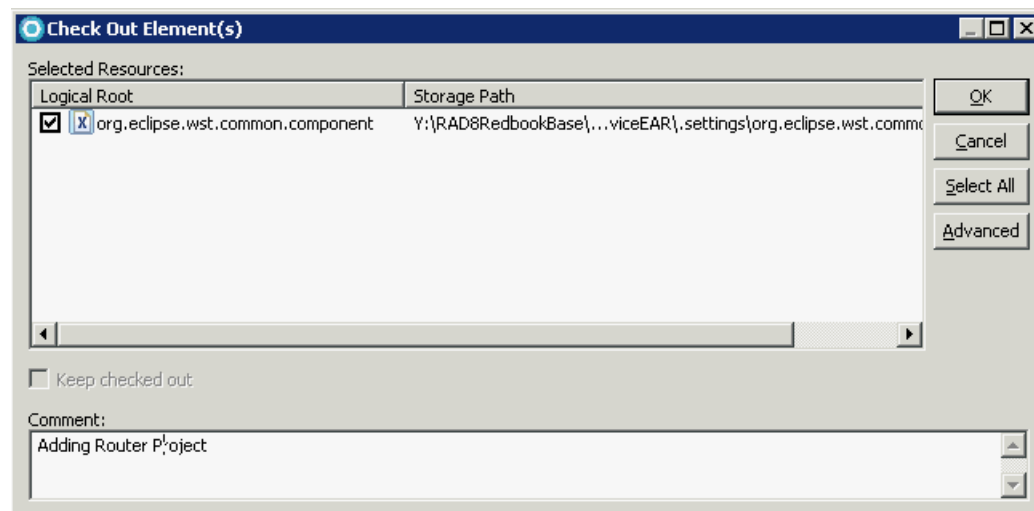 Check Out Element(s)
Selected Resources:
Logical Root Storage Path
org.eclipse.wst.common.component Y:\RAD8RedbookBase\...viceEAR\.settings\org.eclipse.wst.commo
OK
Cancel
Select All
Advanced
Keep checked out
Comment:
Adding Router Project